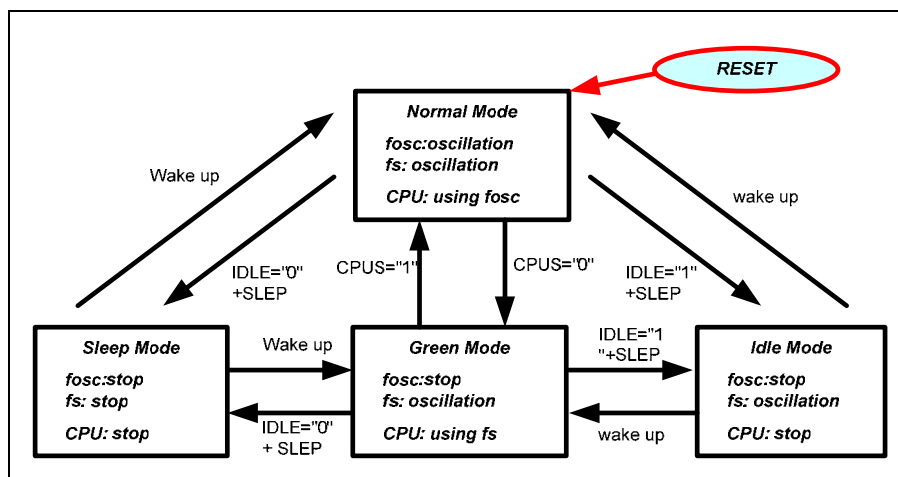 RESET
Normal Mode
fosc:oscillation
fs: oscillation
CPU: using fosc
Wake up
wake up
IDLE="0"
+SLEP
CPUS="1"
CPUS="0"
IDLE="1"
+SLEP
Sleep Mode
fosc:stop
fs: stop
CPU: stop
Wake up
IDLE="0"
+ SLEP
Green Mode
fosc:stop
fs: oscillation
CPU: using fs
IDLE="1
"+SLEP
wake up
Idle Mode
fosc:stop
fs: oscillation
CPU: stop